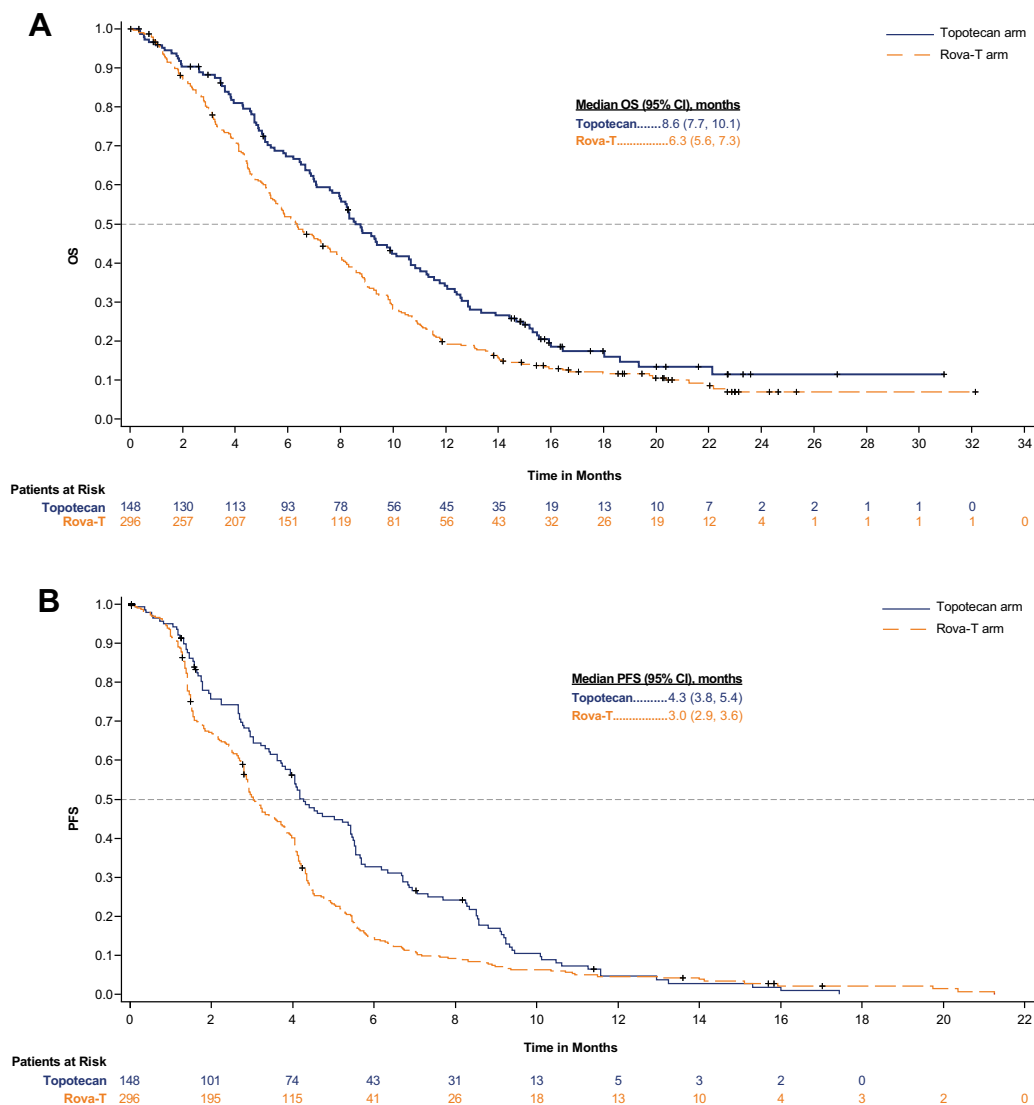 A
Topotecan arm
Rova-T arm
Median OS (95% CI), months
Topotecan.......8.6 (7.7, 10.1)
Rova-T................6.3 (5.6, 7.3)
1.0
0.9
0.8
0.7
0.6
0.5
0.4
0.3
0.2
0.1
0.0
OS
0 2 4 6 8 10 12 14 16 18 20 22 24 26 28 30 32 34
Time in Months
Patients at Risk
Topotecan 148 130 113 93 78 56 45 35 19 13 10 7 2 2 1 1 0
Rova-T 296 257 207 151 119 81 56 43 32 26 19 12 4 1 1 1 1 0
B
Topotecan arm
Rova-T arm
Median PFS (95% CI), months
Topotecan..........4.3 (3.8, 5.4)
Rova-T.................3.0 (2.9, 3.6)
1.0
0.9
0.8
0.7
0.6
0.5
0.4
0.3
0.2
0.1
0.0
PFS
0 2 4 6 8 10 12 14 16 18 20 22
Time in Months
Patients at Risk
Topotecan 148 101 74 43 31 13 5 3 2 0
Rova-T 296 195 115 41 26 18 13 10 4 3 2 0